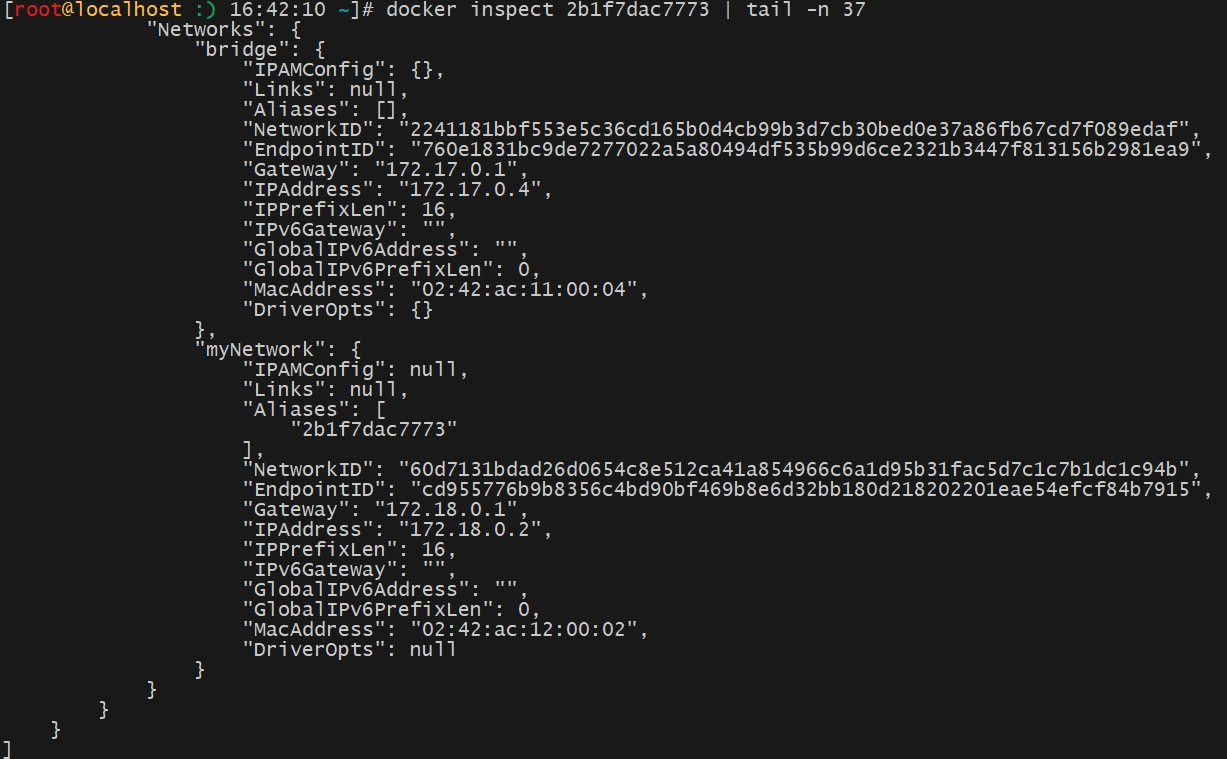 [root@localhost :) 16:42:10 ~]# docker inspect 2b1f7dac7773 | tail -n 37
            "Networks": {
                "bridge": {
                    "IPAMConfig": {},
                    "Links": null,
                    "Aliases": [],
                    "NetworkID": "2241181bbf553e5c36cd165b0d4cb99b3d7cb30bed0e37a86fb67cd7f089edaf",
                    "EndpointID": "760e1831bc9de7277022a5a80494df535b99d6ce2321b3447f813156b2981ea9",
                    "Gateway": "172.17.0.1",
                    "IPAddress": "172.17.0.4",
                    "IPPrefixLen": 16,
                    "IPv6Gateway": "",
                    "GlobalIPv6Address": "",
                    "GlobalIPv6PrefixLen": 0,
                    "MacAddress": "02:42:ac:11:00:04",
                    "DriverOpts": {}
                },
                "myNetwork": {
                    "IPAMConfig": null,
                    "Links": null,
                    "Aliases": [
                        "2b1f7dac7773"
                    ],
                    "NetworkID": "60d7131bdad26d0654c8e512ca41a854966c6a1d95b31fac5d7c1c7b1dc1c94b",
                    "EndpointID": "cd955776b9b8356c4bd90bf469b8e6d32bb180d218202201eae54efcf84b7915",
                    "Gateway": "172.18.0.1",
                    "IPAddress": "172.18.0.2",
                    "IPPrefixLen": 16,
                    "IPv6Gateway": "",
                    "GlobalIPv6Address": "",
                    "GlobalIPv6PrefixLen": 0,
                    "MacAddress": "02:42:ac:12:00:02",
                    "DriverOpts": null
                }
            }
        }
    }
]